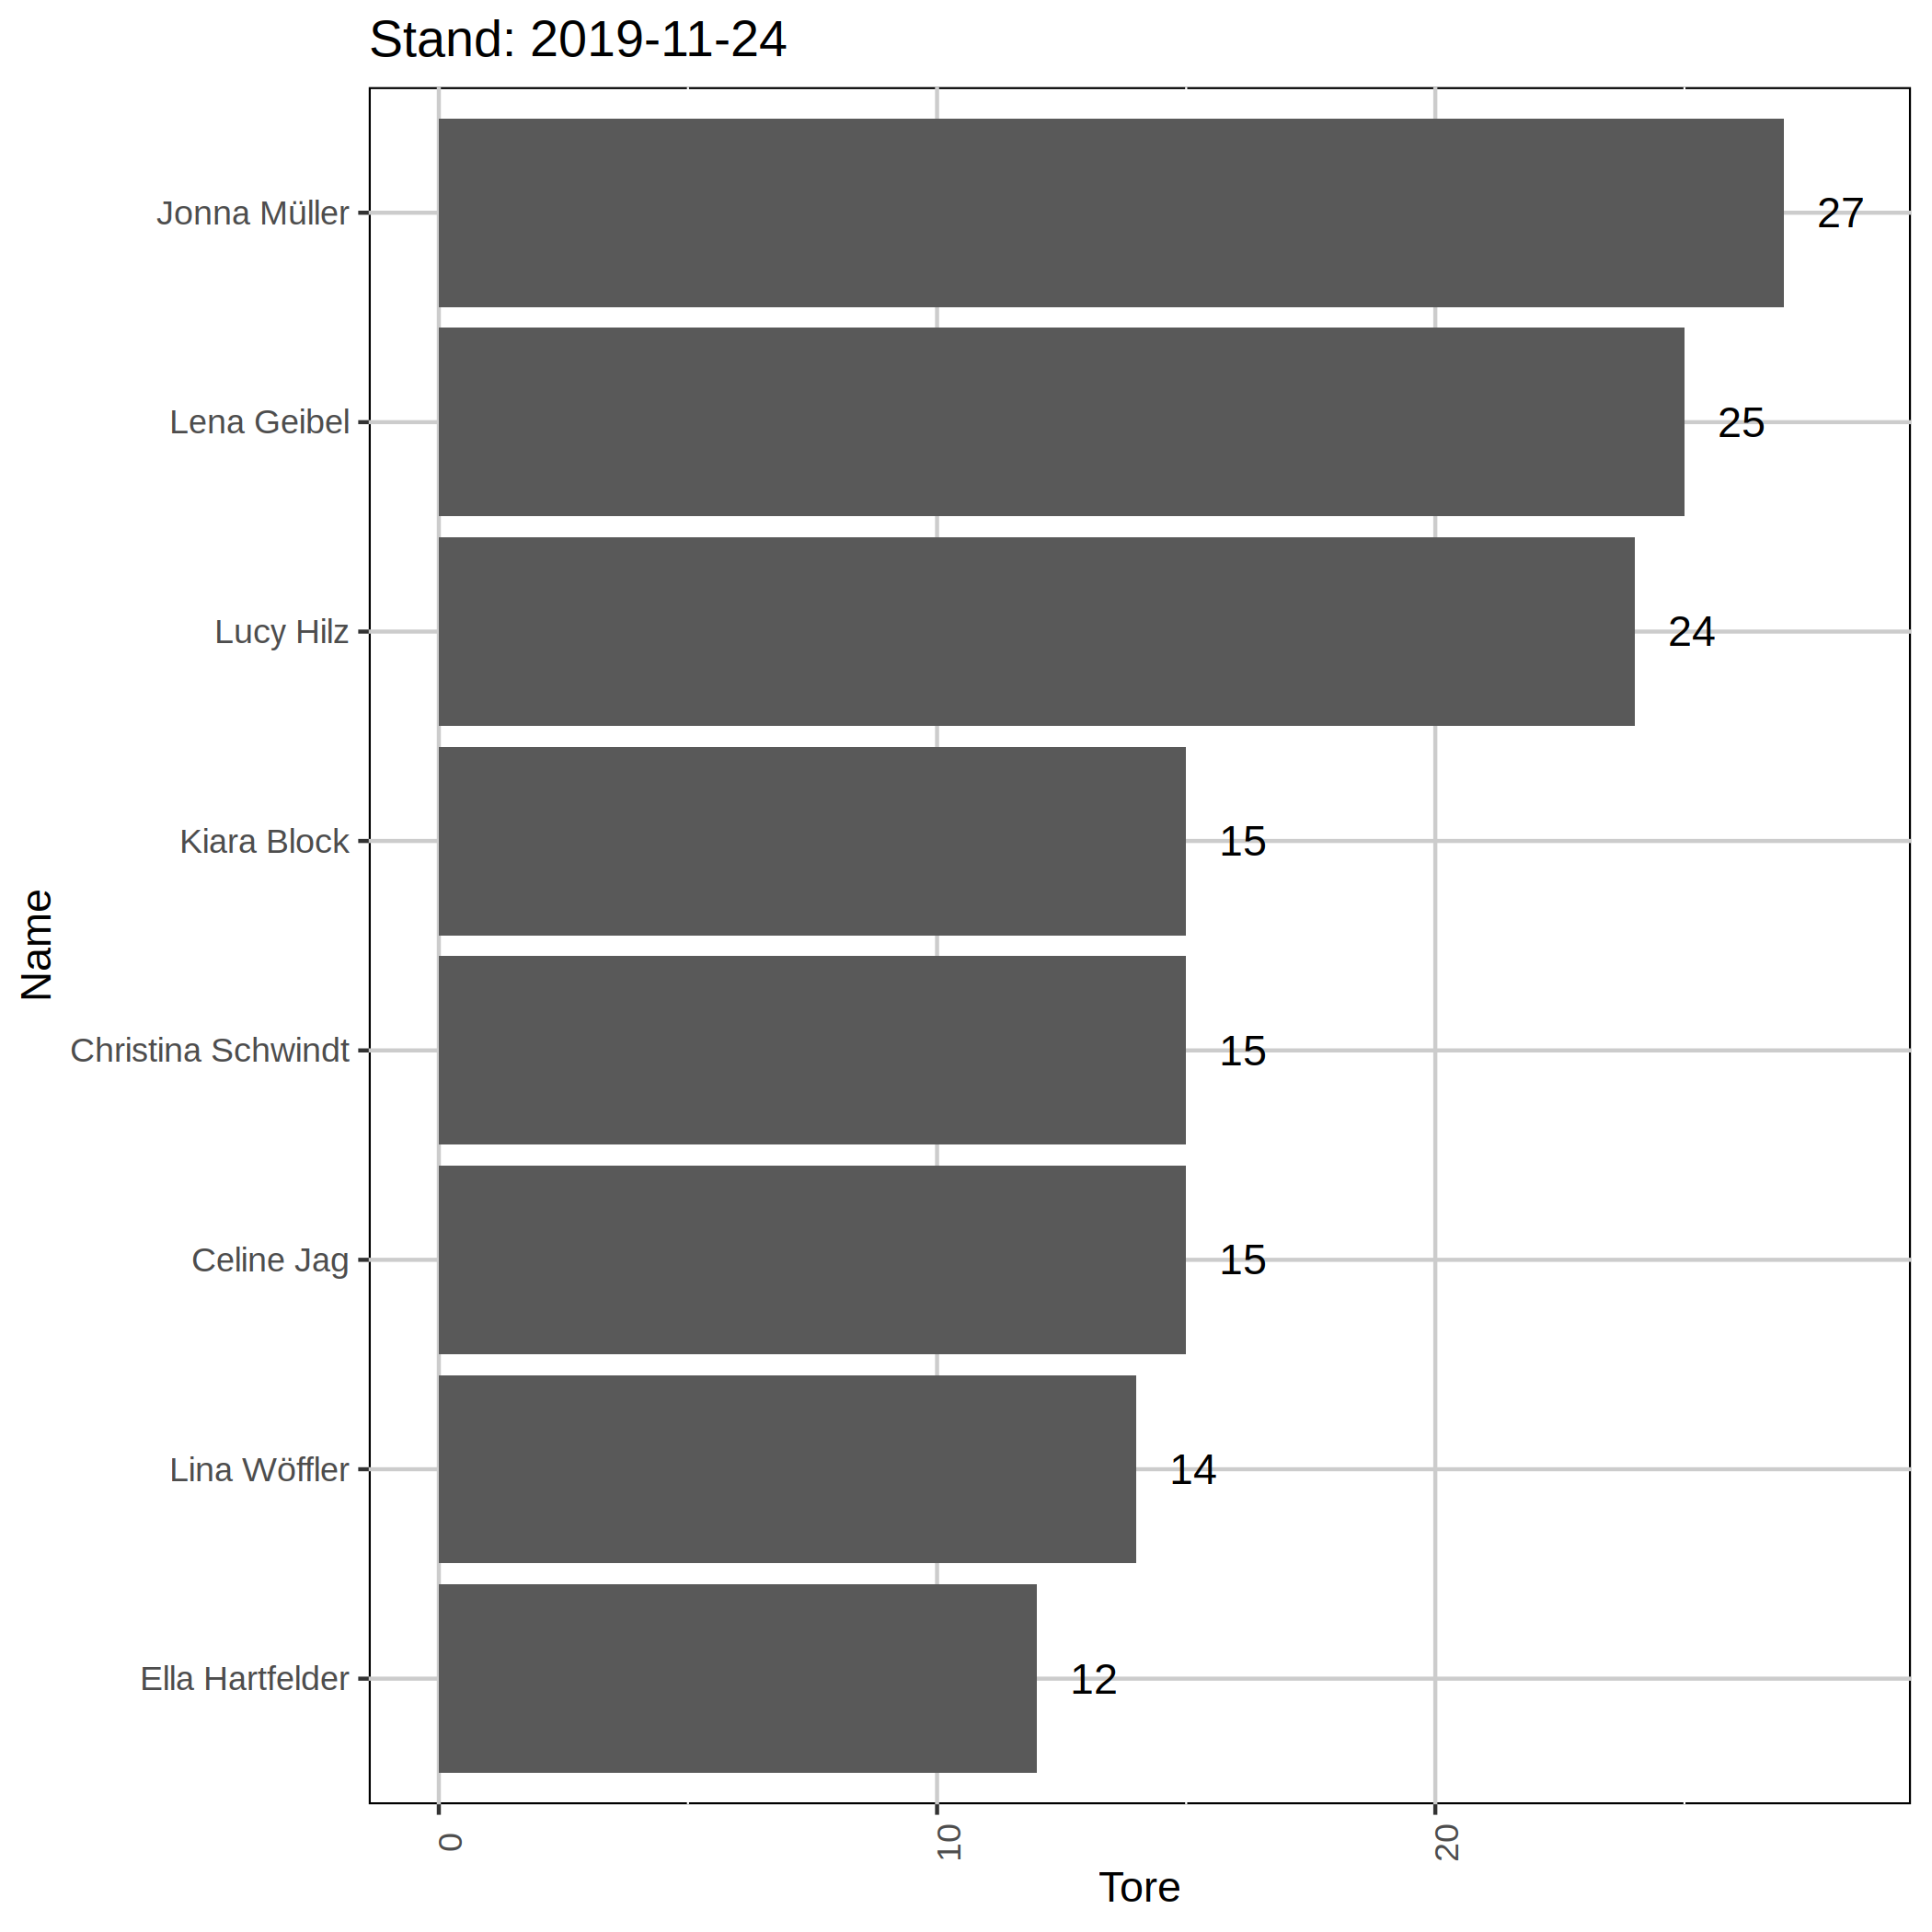 Stand: 2019-11-24
Name
Jonna Müller 27
Lena Geibel 25
Lucy Hilz 24
Kiara Block 15
Christina Schwindt 15
Celine Jag 15
Lina Wöffler 14
Ella Hartfelder 12
0 10 20
Tore